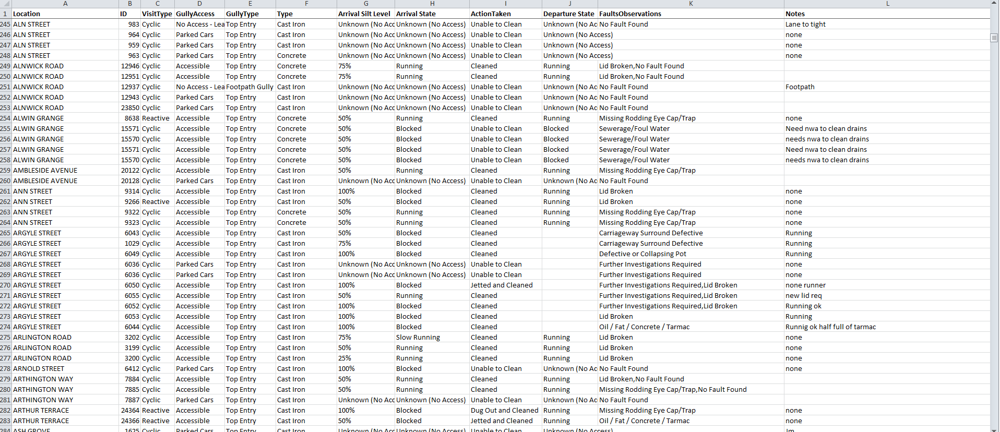 A B C D E F G H I J K L
1 Location ID VisitType GullyAccess GullyType Type Arrival Silt Level Arrival State ActionTaken Departure State FaultsObservations Notes
245 ALN STREET 983 Cyclic No Access - Lea Top Entry Cast Iron Unknown (No Acc Unknown (No Access) Unable to Clean Unknown (No Ac No Fault Found Lane to tight
246 ALN STREET 964 Cyclic Parked Cars Top Entry Cast Iron Unknown (No Acc Unknown (No Access) Unable to Clean Unknown (No Access) none
247 ALN STREET 959 Cyclic Parked Cars Top Entry Cast Iron Unknown (No Acc Unknown (No Access) Unable to Clean Unknown (No Access) none
248 ALN STREET 963 Cyclic Parked Cars Top Entry Concrete Unknown (No Acc Unknown (No Access) Unable to Clean Unknown (No Access) none
249 ALNWICK ROAD 12946 Cyclic Accessible Top Entry Concrete 75% Running Cleaned Running Lid Broken,No Fault Found
250 ALNWICK ROAD 12951 Cyclic Accessible Top Entry Concrete 75% Running Cleaned Running Lid Broken,No Fault Found
251 ALNWICK ROAD 12937 Cyclic No Access - Lea Footpath Gully Cast Iron Unknown (No Acc Unknown (No Access) Unable to Clean Unknown (No Ac No Fault Found Footpath
252 ALNWICK ROAD 12943 Cyclic Parked Cars Top Entry Cast Iron Unknown (No Acc Unknown (No Access) Unable to Clean Unknown (No Ac No Fault Found
253 ALNWICK ROAD 23850 Cyclic Parked Cars Top Entry Cast Iron Unknown (No Acc Unknown (No Access) Unable to Clean Unknown (No Ac No Fault Found
254 ALWIN GRANGE 8638 Reactive Accessible Top Entry Concrete 50% Running Cleaned Running Missing Rodding Eye Cap/Trap none
255 ALWIN GRANGE 15571 Cyclic Accessible Top Entry Concrete 50% Blocked Unable to Clean Blocked Sewerage/Foul Water Need nwa to clean drains
256 ALWIN GRANGE 15570 Cyclic Accessible Top Entry Concrete 50% Blocked Unable to Clean Blocked Sewerage/Foul Water needs nwa to clean drains
257 ALWIN GRANGE 15571 Cyclic Accessible Top Entry Concrete 50% Blocked Unable to Clean Blocked Sewerage/Foul Water Need nwa to clean drains
258 ALWIN GRANGE 15570 Cyclic Accessible Top Entry Concrete 50% Blocked Unable to Clean Blocked Sewerage/Foul Water needs nwa to clean drains
259 AMBLESIDE AVENUE 20122 Cyclic Accessible Top Entry Cast Iron 50% Running Cleaned Running Missing Rodding Eye Cap/Trap
260 AMBLESIDE AVENUE 20128 Cyclic Parked Cars Top Entry Cast Iron Unknown (No Acc Unknown (No Access) Unable to Clean Unknown (No Ac No Fault Found
261 ANN STREET 9314 Cyclic Accessible Top Entry Cast Iron 100% Blocked Cleaned Running Lid Broken none
262 ANN STREET 9266 Reactive Accessible Top Entry Cast Iron 50% Blocked Cleaned Running Lid Broken none
263 ANN STREET 9322 Cyclic Accessible Top Entry Concrete 50% Running Cleaned Running Missing Rodding Eye Cap/Trap none
264 ANN STREET 9323 Cyclic Accessible Top Entry Concrete 50% Running Cleaned Running Missing Rodding Eye Cap/Trap none
265 ARGYLE STREET 6043 Cyclic Accessible Top Entry Cast Iron 50% Blocked Cleaned Carriageway Surround Defective Running
266 ARGYLE STREET 1029 Cyclic Accessible Top Entry Cast Iron 75% Blocked Cleaned Carriageway Surround Defective Running
267 ARGYLE STREET 6049 Cyclic Accessible Top Entry Cast Iron 100% Blocked Cleaned Defective or Collapsing Pot Running
268 ARGYLE STREET 6036 Cyclic Parked Cars Top Entry Cast Iron Unknown (No Acc Unknown (No Access) Unable to Clean Further Investigations Required none
269 ARGYLE STREET 6036 Cyclic Parked Cars Top Entry Cast Iron Unknown (No Acc Unknown (No Access) Unable to Clean Further Investigations Required none
270 ARGYLE STREET 6050 Cyclic Accessible Top Entry Cast Iron 100% Blocked Jetted and Cleaned Further Investigations Required,Lid Broken none runner
271 ARGYLE STREET 6055 Cyclic Accessible Top Entry Cast Iron 50% Running Cleaned Further Investigations Required,Lid Broken new lid req
272 ARGYLE STREET 6052 Cyclic Accessible Top Entry Cast Iron 100% Blocked Cleaned Further Investigations Required,Lid Broken Running ok
273 ARGYLE STREET 6053 Cyclic Accessible Top Entry Cast Iron 100% Blocked Cleaned Lid Broken Running
274 ARGYLE STREET 6044 Cyclic Accessible Top Entry Cast Iron 100% Blocked Cleaned Oil / Fat / Concrete / Tarmac Runnig ok half full of tarmac
275 ARLINGTON ROAD 3202 Cyclic Accessible Top Entry Cast Iron 75% Slow Running Cleaned Running Lid Broken none
276 ARLINGTON ROAD 3199 Cyclic Accessible Top Entry Cast Iron 50% Running Cleaned Running Lid Broken none
277 ARLINGTON ROAD 3200 Cyclic Accessible Top Entry Cast Iron 25% Running Cleaned Running Lid Broken none
278 ARNOLD STREET 6412 Cyclic Parked Cars Top Entry Cast Iron 100% Blocked Unable to Clean Unknown (No Ac No Fault Found none
279 ARTHINGTON WAY 7884 Cyclic Accessible Top Entry Cast Iron 50% Running Cleaned Running Lid Broken,No Fault Found
280 ARTHINGTON WAY 7885 Cyclic Accessible Top Entry Cast Iron 50% Running Cleaned Running Missing Rodding Eye Cap/Trap,No Fault Found
281 ARTHINGTON WAY 7887 Cyclic Parked Cars Top Entry Cast Iron Unknown (No Acc Unknown (No Access) Unable to Clean Unknown (No Ac No Fault Found
282 ARTHUR TERRACE 24364 Reactive Accessible Top Entry Cast Iron 100% Blocked Dug Out and Cleaned Running Missing Rodding Eye Cap/Trap none
283 ARTHUR TERRACE 24366 Reactive Accessible Top Entry Cast Iron 50% Blocked Jetted and Cleaned Running Oil / Fat / Concrete / Tarmac none
284 ASH GROVE 1625 Cyclic Parked Cars Top Entry Cast Iron Unknown (No Acc Unknown (No Access) Unable to Clean Unknown (No Access)